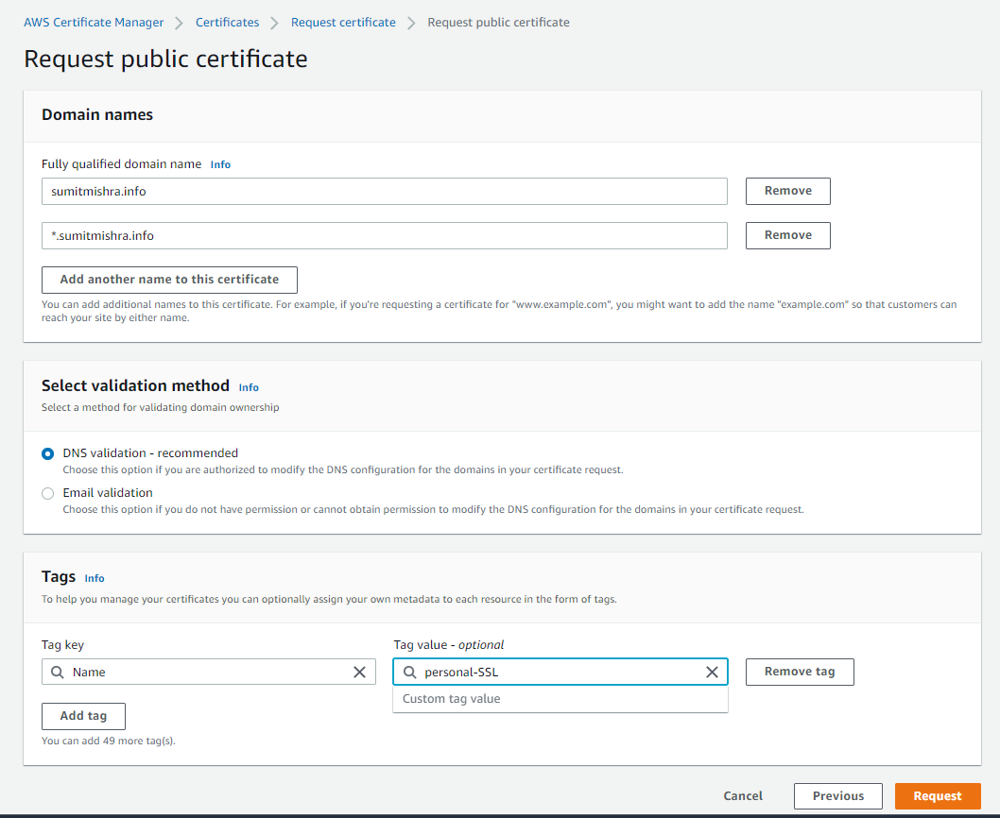 AWS Certificate Manager > Certificates > Request certificate > Request public certificate
Request public certificate
Domain names
Fully qualified domain name Info
sumitmishra.info Remove
*.sumitmishra.info Remove
Add another name to this certificate
You can add additional names to this certificate. For example, if you're requesting a certificate for "www.example.com", you might want to add the name "example.com" so that customers can
reach your site by either name.
Select validation method Info
Select a method for validating domain ownership
DNS validation - recommended
Choose this option if you are authorized to modify the DNS configuration for the domains in your certificate request.
Email validation
Choose this option if you do not have permission or cannot obtain permission to modify the DNS configuration for the domains in your certificate request.
Tags Info
To help you manage your certificates you can optionally assign your own metadata to each resource in the form of tags.
Tag key Tag value - optional
Name personal-SSL Remove tag
Custom tag value
Add tag
You can add 49 more tag(s).
Cancel Previous Request